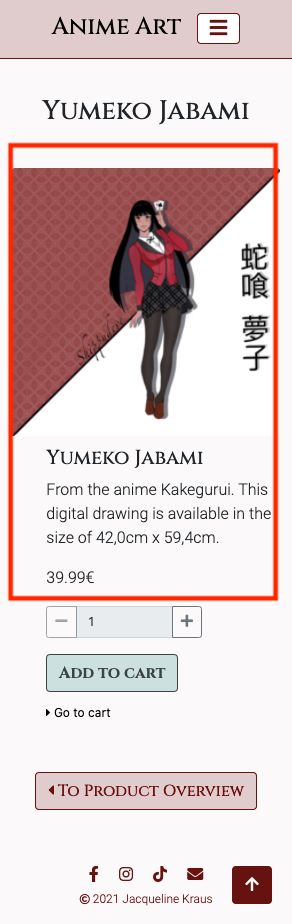 Anime Art
Yumeko Jabami
蛇喰 夢子
Yumeko Jabami
From the anime Kakegurui. This
digital drawing is available in the
size of 42,0cm x 59,4cm.
39.99€
1
Add to cart
Go to cart
To Product Overview
© 2021 Jacqueline Kraus